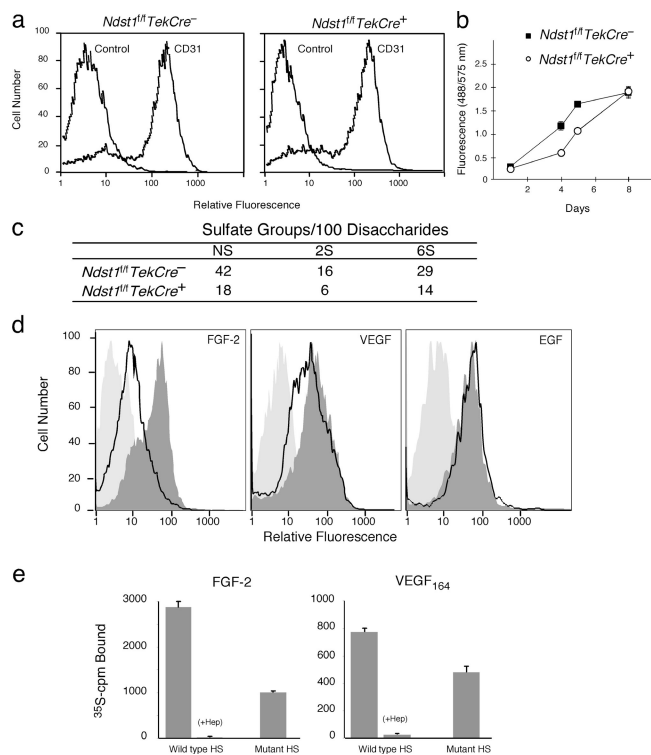 a
Ndst1f/f TekCre−
Ndst1f/f TekCre+
Control
CD31
Control
CD31
Cell Number
100
80
60
40
20
0
1
10
100
1000
1
10
100
1000
Relative Fluorescence
b
Ndst1f/f TekCre−
Ndst1f/f TekCre+
Fluorescence (488/575 nm)
2.5
2.0
1.5
1.0
0.5
0
2
4
6
8
Days
c
Sulfate Groups/100 Disaccharides
NS 2S 6S
Ndst1f/f TekCre− 42 16 29
Ndst1f/f TekCre+ 18 6 14
d
FGF-2
VEGF
EGF
Cell Number
100
80
60
40
20
0
1
10
100
1000
1
10
100
1000
1
10
100
1000
Relative Fluorescence
e
FGF-2
VEGF164
35S-cpm Bound
3000
2000
1000
0
(+Hep)
Wild type HS
Mutant HS
1000
800
600
400
200
0
(+Hep)
Wild type HS
Mutant HS